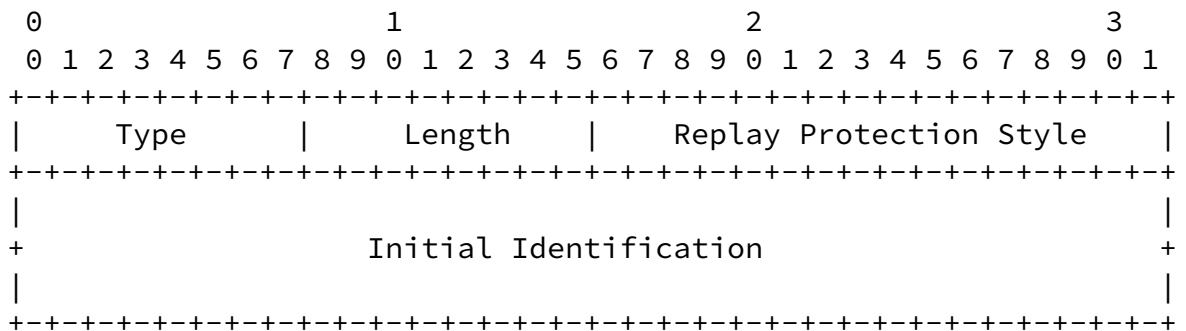 0                   1                   2                   3
 0 1 2 3 4 5 6 7 8 9 0 1 2 3 4 5 6 7 8 9 0 1 2 3 4 5 6 7 8 9 0 1
+-+-+-+-+-+-+-+-+-+-+-+-+-+-+-+-+-+-+-+-+-+-+-+-+-+-+-+-+-+-+-+-+
|     Type      |     Length    |    Replay Protection Style    |
+-+-+-+-+-+-+-+-+-+-+-+-+-+-+-+-+-+-+-+-+-+-+-+-+-+-+-+-+-+-+-+-+
|                                                               |
+                   Initial Identification                      +
|                                                               |
+-+-+-+-+-+-+-+-+-+-+-+-+-+-+-+-+-+-+-+-+-+-+-+-+-+-+-+-+-+-+-+-+